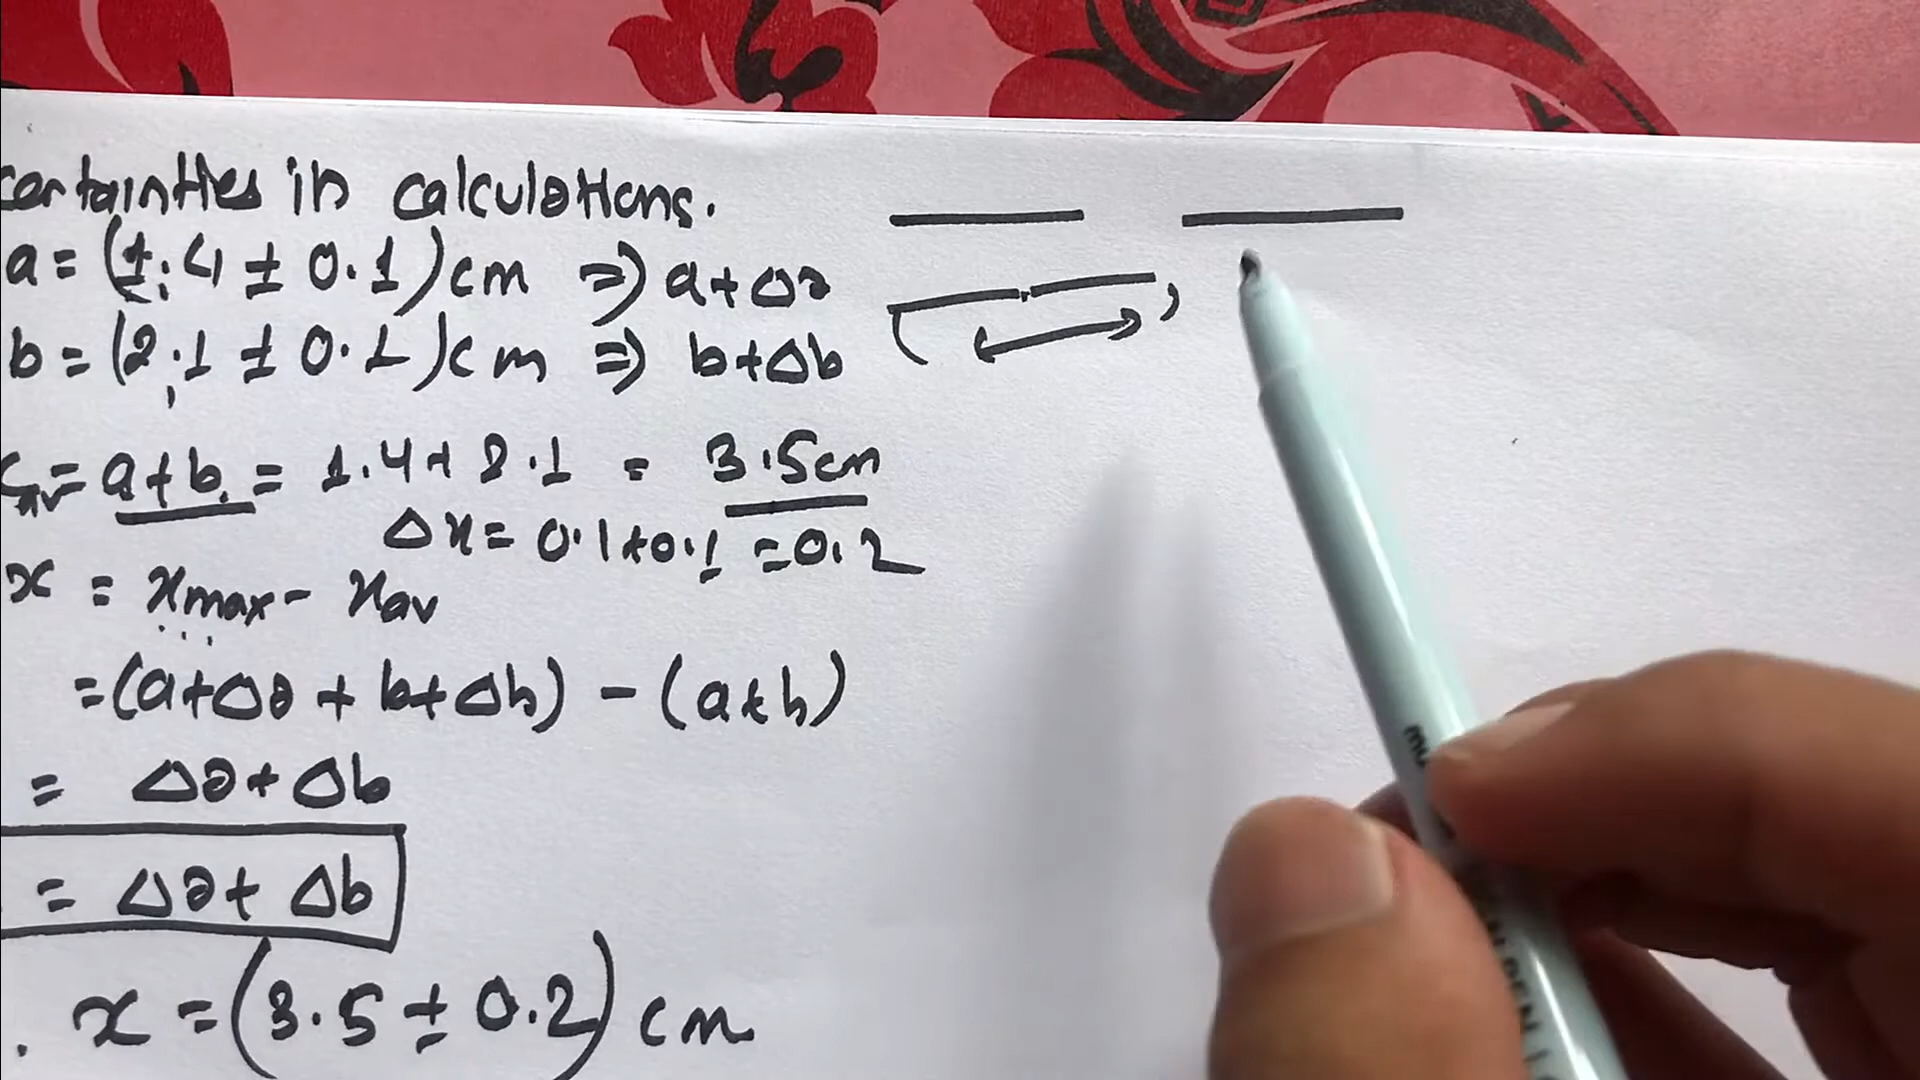 certainties in calculations.
a = (1.4 ± 0.1) cm ⇒ a+Δa
b = (2.1 ± 0.1) cm ⇒ b+Δb
= a+b = 1.4+2.1 = 3.5cm
Δx = 0.1+0.1 = 0.2
x = xmax - xav
= (a+Δa + b+Δb) - (a+b)
= Δa + Δb
= Δa + Δb
x = (3.5 ± 0.2) cm